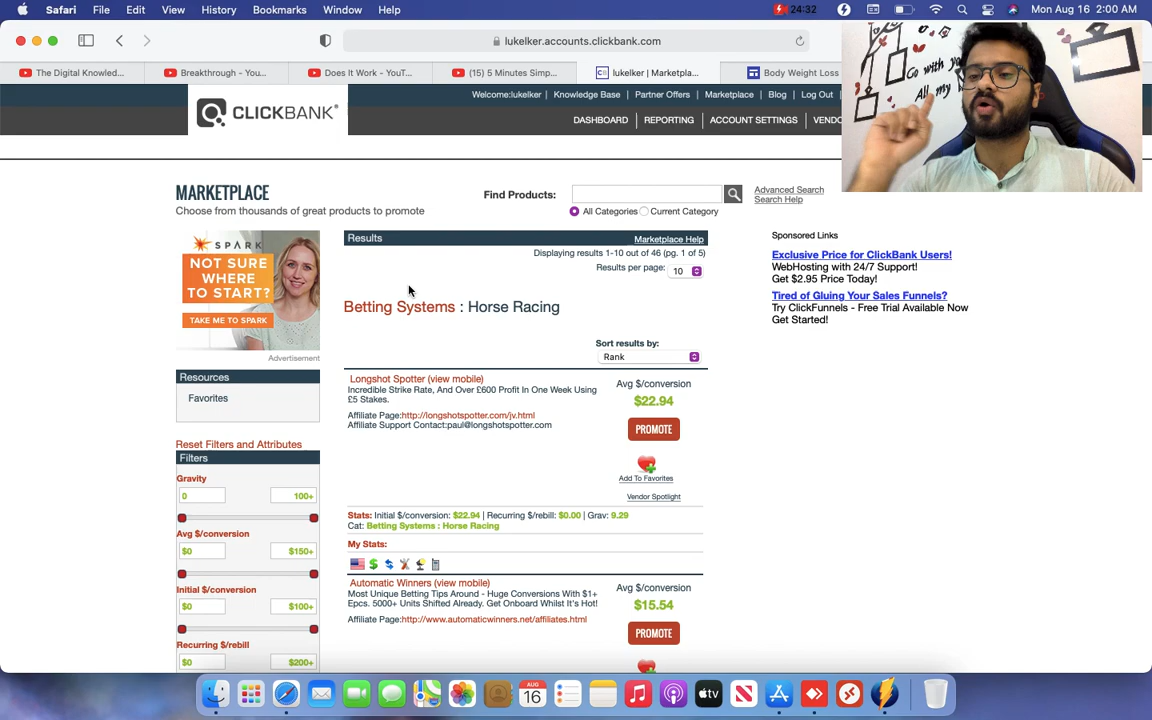 Safari File Edit View History Bookmarks Window Help 24:32 Mon Aug 16 2:00 AM
lukelker.accounts.clickbank.com
The Digital Knowled... Breakthrough - You... Does It Work - YouT... (15) 5 Minutes Simp... lukelker | Marketpla... Body Weight Loss
Go with yo
All my
Welcome:lukelker | Knowledge Base | Partner Offers | Marketplace | Blog | Log Out
CLICKBANK®
DASHBOARD REPORTING ACCOUNT SETTINGS VENDO
MARKETPLACE
Choose from thousands of great products to promote
Find Products:
Advanced Search
Search Help
All Categories Current Category
SPARK
NOT SURE
WHERE
TO START?
TAKE ME TO SPARK
Advertisement
Resources
Favorites
Reset Filters and Attributes
Filters
Gravity
0 100+
Avg $/conversion
$0 $150+
Initial $/conversion
$0 $100+
Recurring $/rebill
$0 $200+
Results Marketplace Help
Displaying results 1-10 out of 46 (pg. 1 of 5)
Results per page: 10
Betting Systems : Horse Racing
Sort results by:
Rank
Longshot Spotter (view mobile)
Incredible Strike Rate, And Over £600 Profit In One Week Using
£5 Stakes.
Affiliate Page:http://longshotspotter.com/jv.html
Affiliate Support Contact:paul@longshotspotter.com
Avg $/conversion
$22.94
PROMOTE
Add To Favorites
Vendor Spotlight
Stats: Initial $/conversion: $22.94 | Recurring $/rebill: $0.00 | Grav: 9.29
Cat: Betting Systems : Horse Racing
My Stats:
Automatic Winners (view mobile)
Most Unique Betting Tips Around - Huge Conversions With $1+
Epcs. 5000+ Units Shifted Already. Get Onboard Whilst It's Hot!
Affiliate Page:http://www.automaticwinners.net/affiliates.html
Avg $/conversion
$15.54
PROMOTE
Sponsored Links
Exclusive Price for ClickBank Users!
WebHosting with 24/7 Support!
Get $2.95 Price Today!
Tired of Gluing Your Sales Funnels?
Try ClickFunnels - Free Trial Available Now
Get Started!
AUG
16
tv